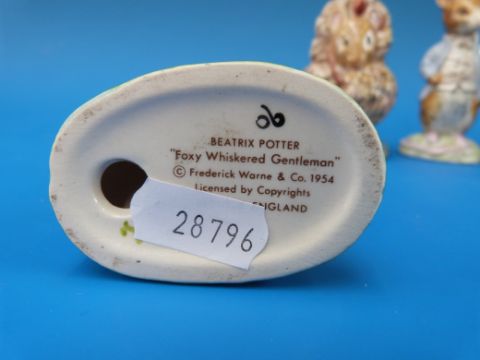 BEATRIX POTTER
"Foxy Whiskered Gentleman"
© Frederick Warne & Co. 1954
Licensed by Copyrights
ENGLAND
28796